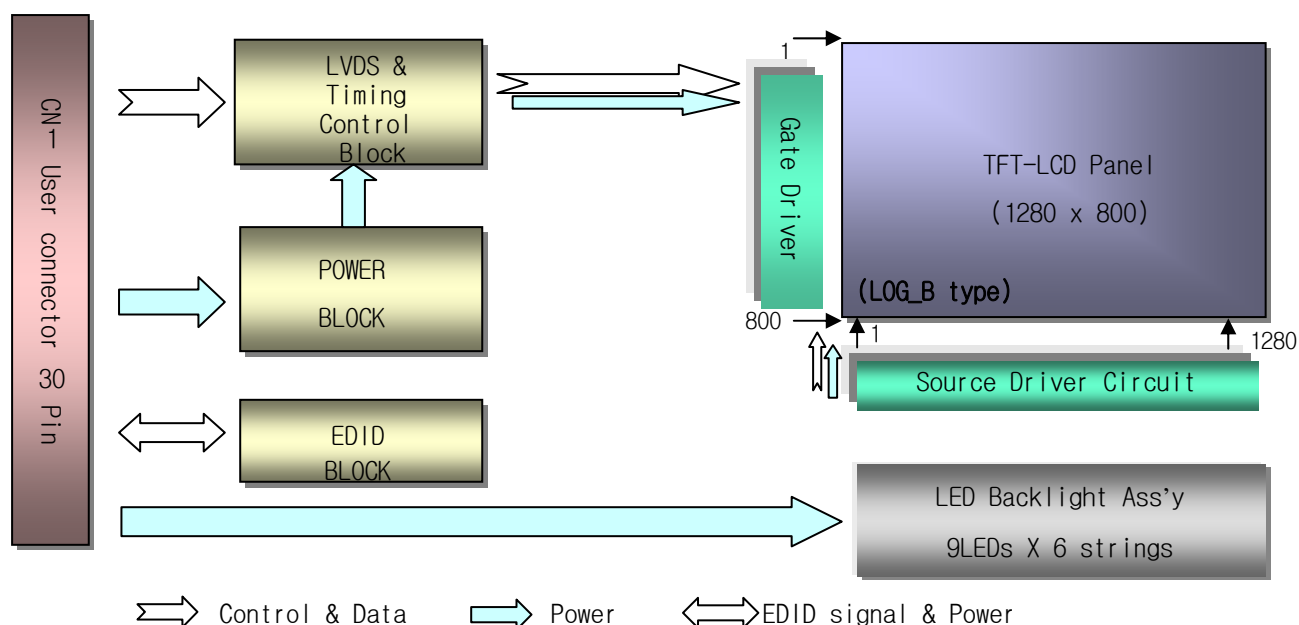 CN-1 User connector 30 Pin
LVDS &
Timing
Control
Block
POWER
BLOCK
EDID
BLOCK
1
Gate Driver
800
TFT-LCD Panel
(1280 x 800)
(LOG_B type)
1
1280
Source Driver Circuit
LED Backlight Ass’y
9LEDs X 6 strings
Control & Data
Power
EDID signal & Power